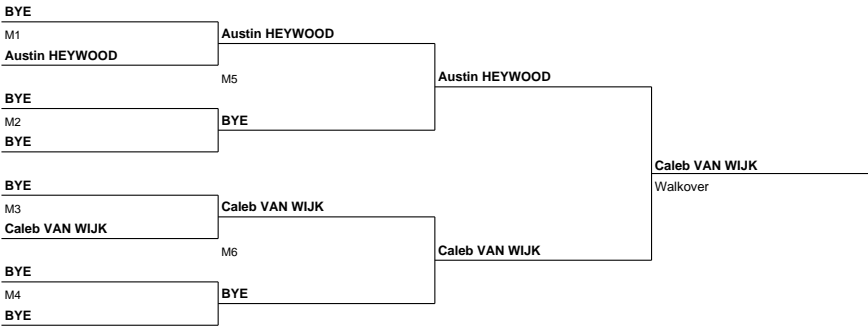 BYE
M1
Austin HEYWOOD
Austin HEYWOOD
M5
Austin HEYWOOD
BYE
M2
BYE
BYE
Caleb VAN WIJK
Walkover
BYE
M3
Caleb VAN WIJK
Caleb VAN WIJK
M6
Caleb VAN WIJK
BYE
M4
BYE
BYE